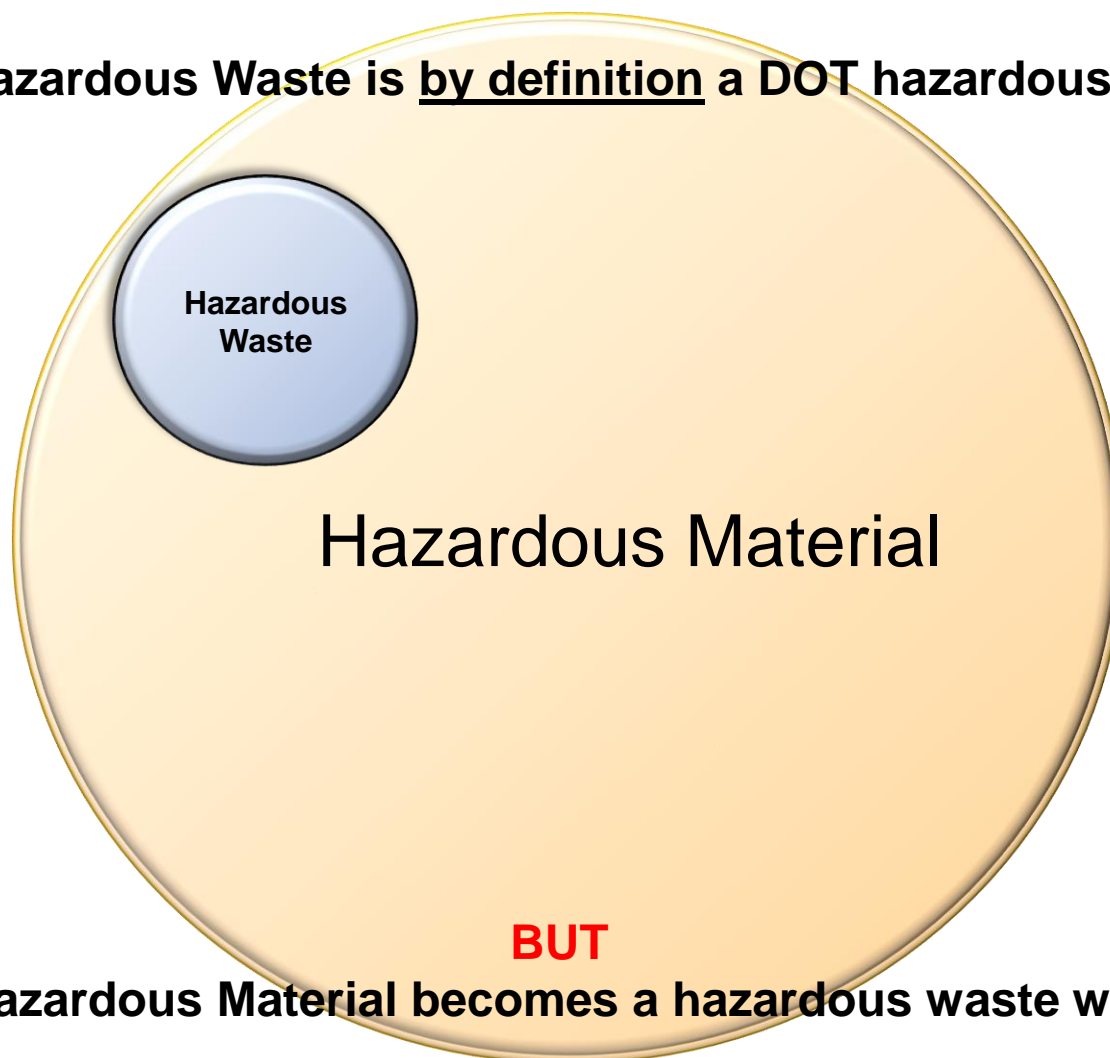 azardous Waste is by definition a DOT hazardous
Hazardous
Waste
Hazardous Material
BUT
azardous Material becomes a hazardous waste w